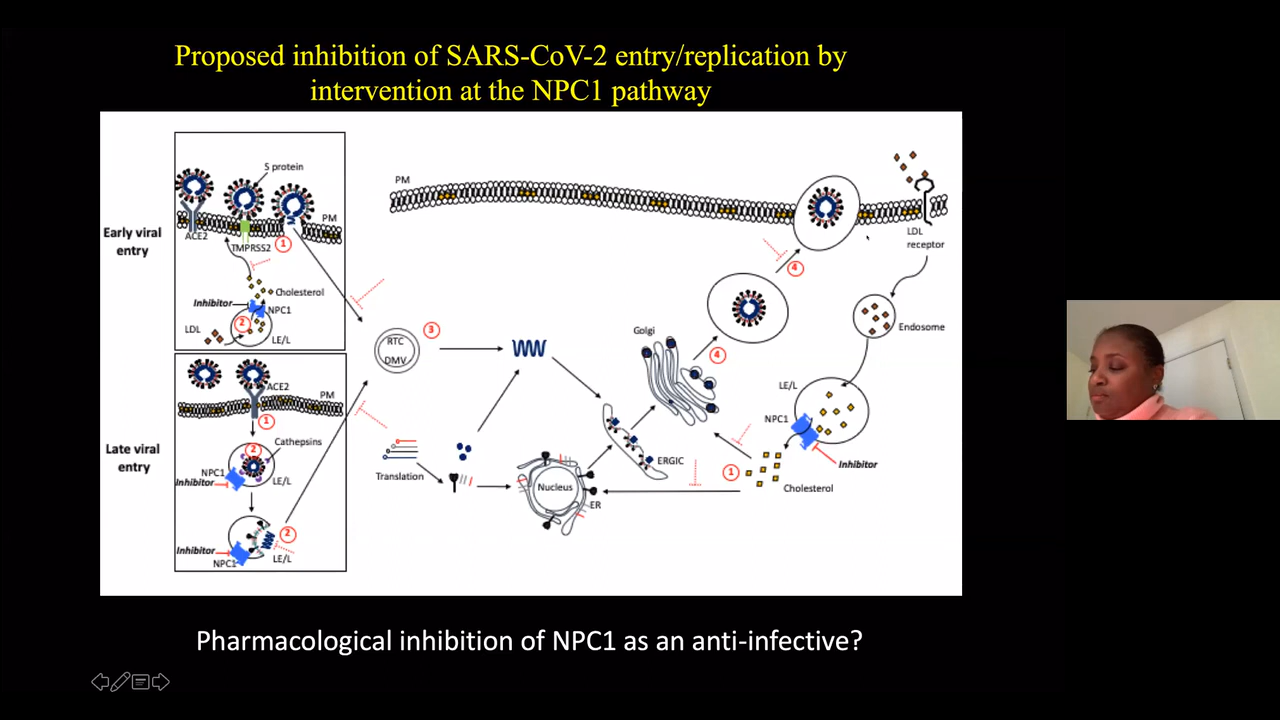 Proposed inhibition of SARS-CoV-2 entry/replication by
intervention at the NPC1 pathway
Early viral
entry
S protein
PM
ACE2
TMPRSS2
1
Cholesterol
Inhibitor
NPC1
2
LDL
LE/L
Late viral
entry
ACE2
PM
1
Cathepsins
2
NPC1
Inhibitor
LE/L
2
Inhibitor
NPC1
LE/L
PM
RTC
DMV
3
Translation
Nucleus
ER
ERGIC
Golgi
4
4
LDL
receptor
Endosome
LE/L
NPC1
Inhibitor
1
Cholesterol
Pharmacological inhibition of NPC1 as an anti-infective?